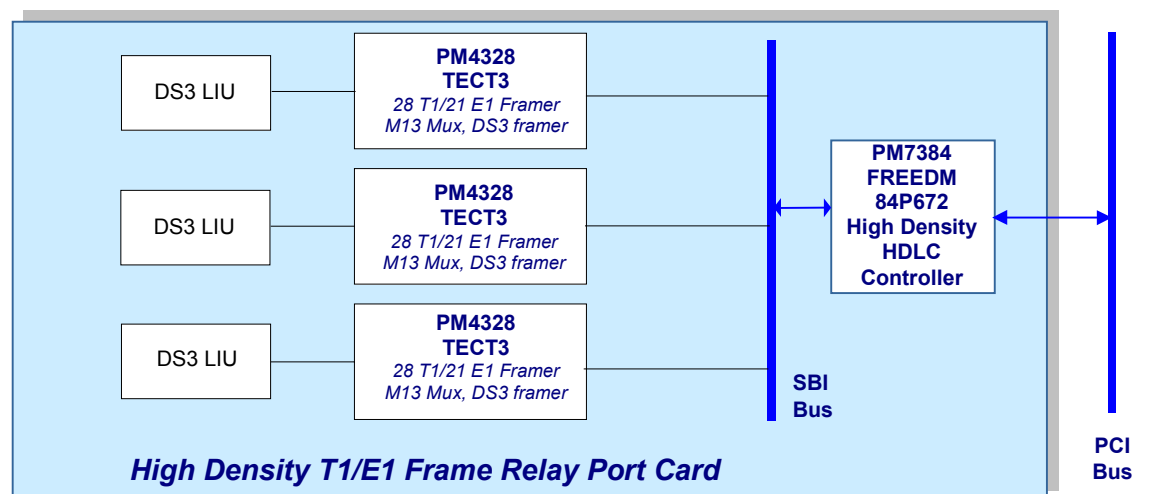 DS3 LIU
PM4328
TECT3
28 T1/21 E1 Framer
M13 Mux, DS3 framer
DS3 LIU
PM4328
TECT3
28 T1/21 E1 Framer
M13 Mux, DS3 framer
DS3 LIU
PM4328
TECT3
28 T1/21 E1 Framer
M13 Mux, DS3 framer
PM7384
FREEDM
84P672
High Density
HDLC
Controller
SBI
Bus
PCI
Bus
High Density T1/E1 Frame Relay Port Card